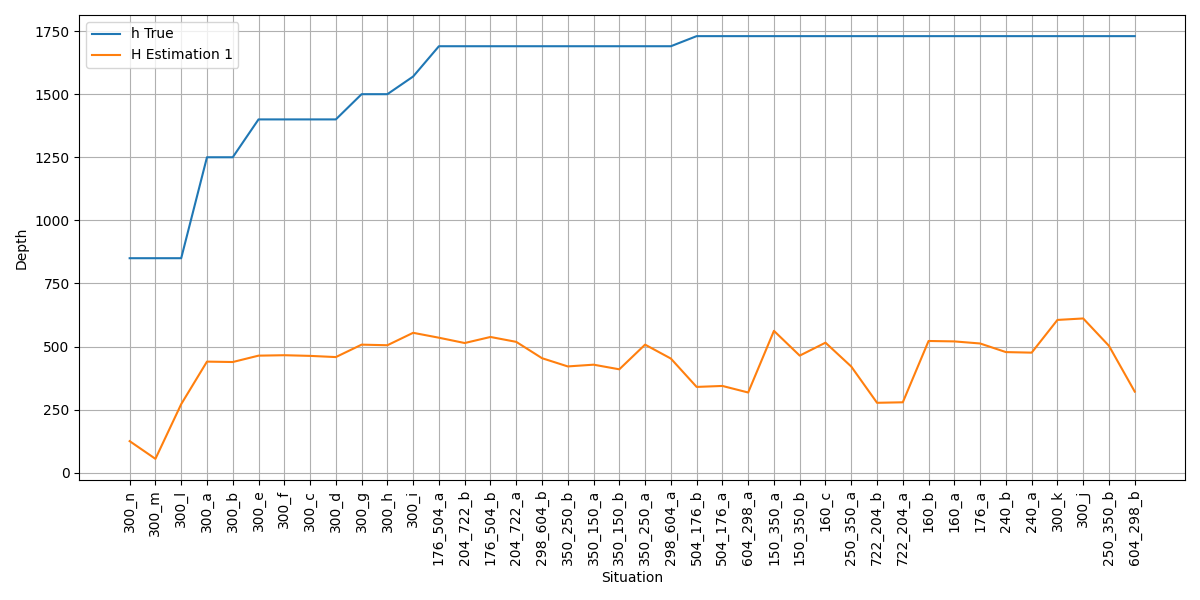 h True
H Estimation 1
1750
1500
1250
1000
750
500
250
0
Depth
300_n
300_m
300_l
300_a
300_b
300_e
300_f
300_c
300_d
300_g
300_h
300_i
176_504_a
204_722_b
176_504_b
204_722_a
298_604_b
350_250_b
350_150_a
350_150_b
350_250_a
298_604_a
504_176_b
504_176_a
604_298_a
150_350_a
150_350_b
160_c
250_350_a
722_204_b
722_204_a
160_b
160_a
176_a
240_b
240_a
300_k
300_j
250_350_b
604_298_b
Situation